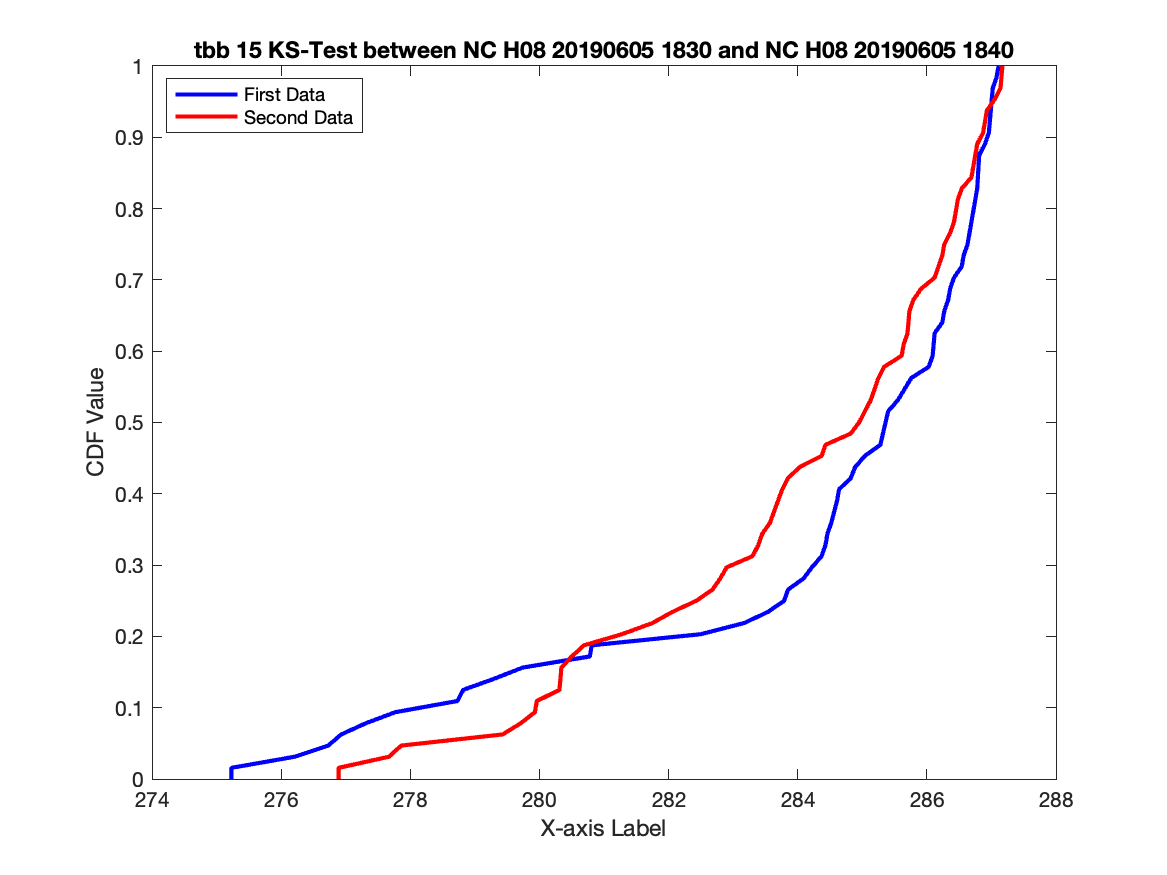 tbb 15 KS-Test between NC H08 20190605 1830 and NC H08 20190605 1840
First Data
Second Data
1
0.9
0.8
0.7
0.6
0.5
0.4
0.3
0.2
0.1
0
CDF Value
274 276 278 280 282 284 286 288
X-axis Label